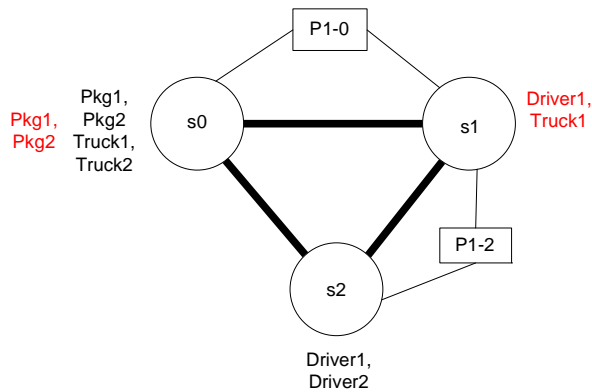 P1-0
Pkg1,
Pkg2
Pkg1,
Pkg2
Truck1,
Truck2
s0
s1
Driver1,
Truck1
P1-2
s2
Driver1,
Driver2